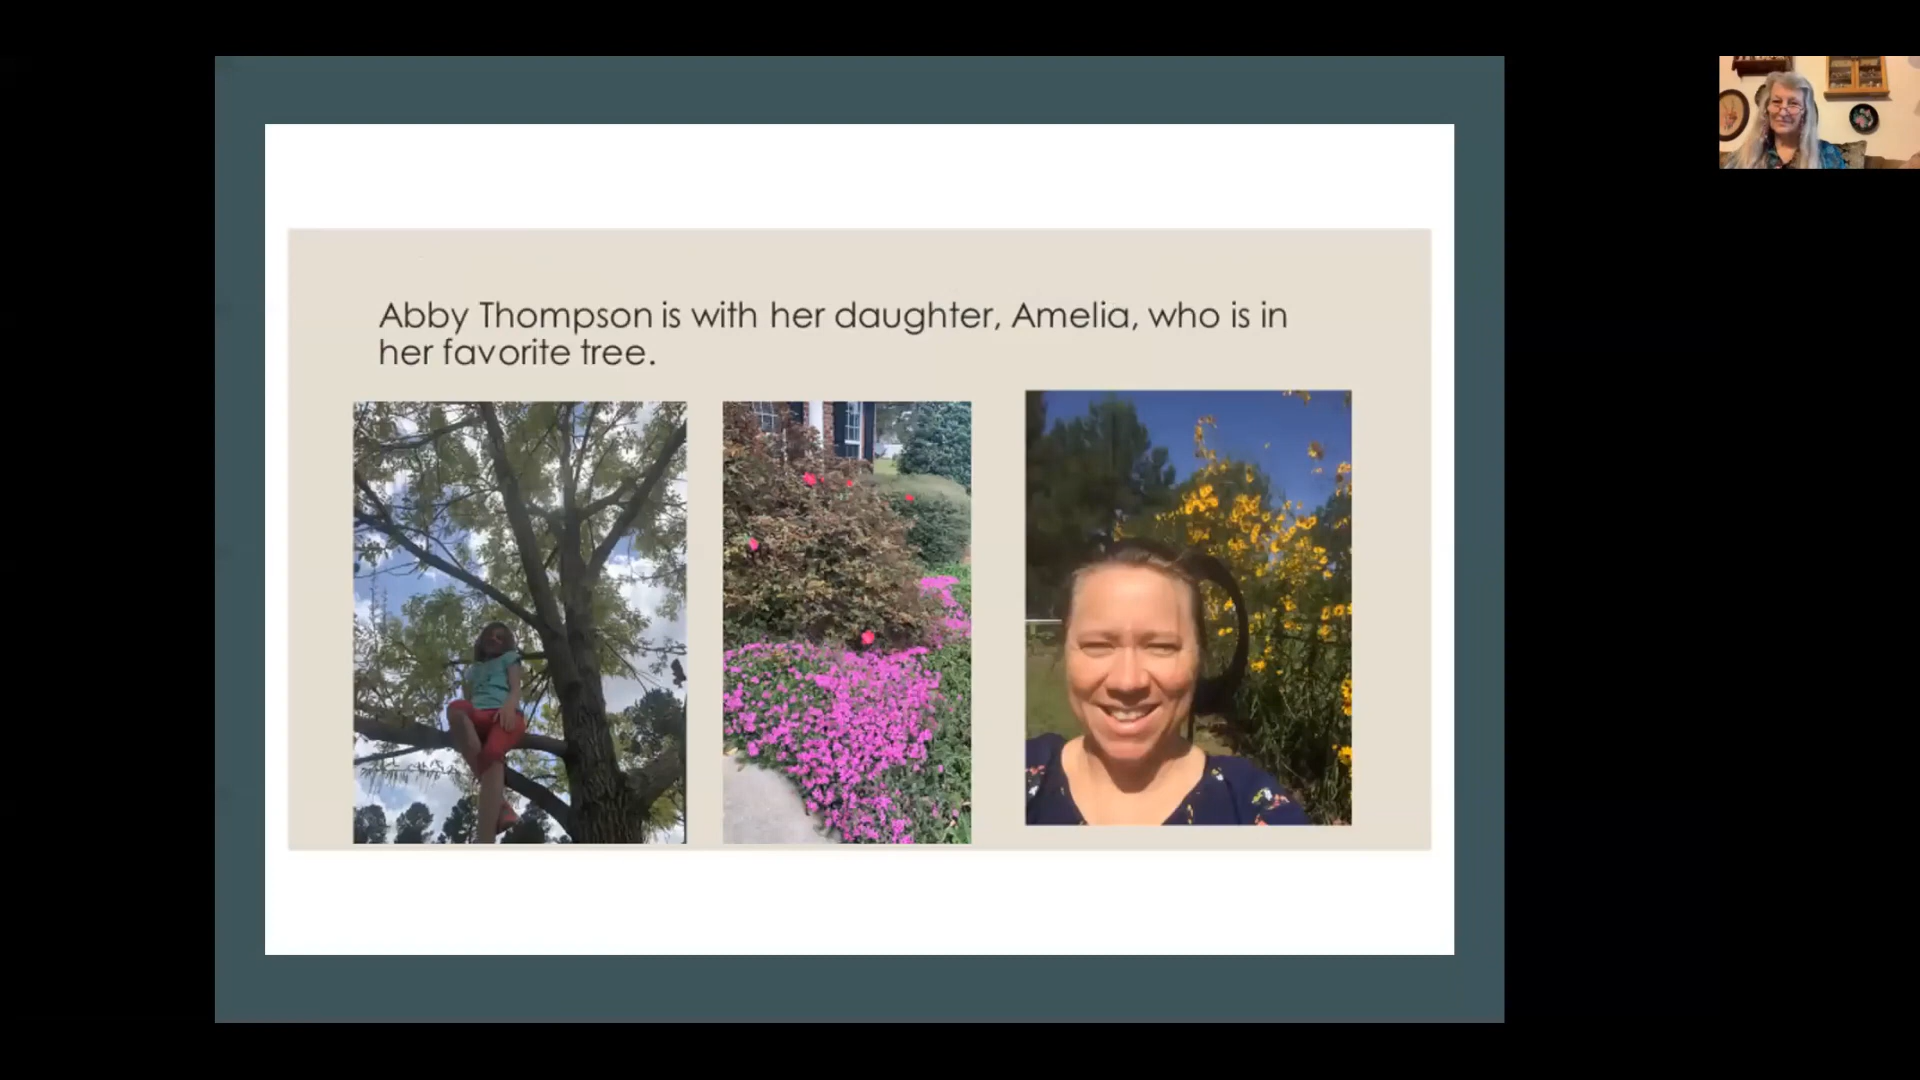 Abby Thompson is with her daughter, Amelia, who is in
her favorite tree.